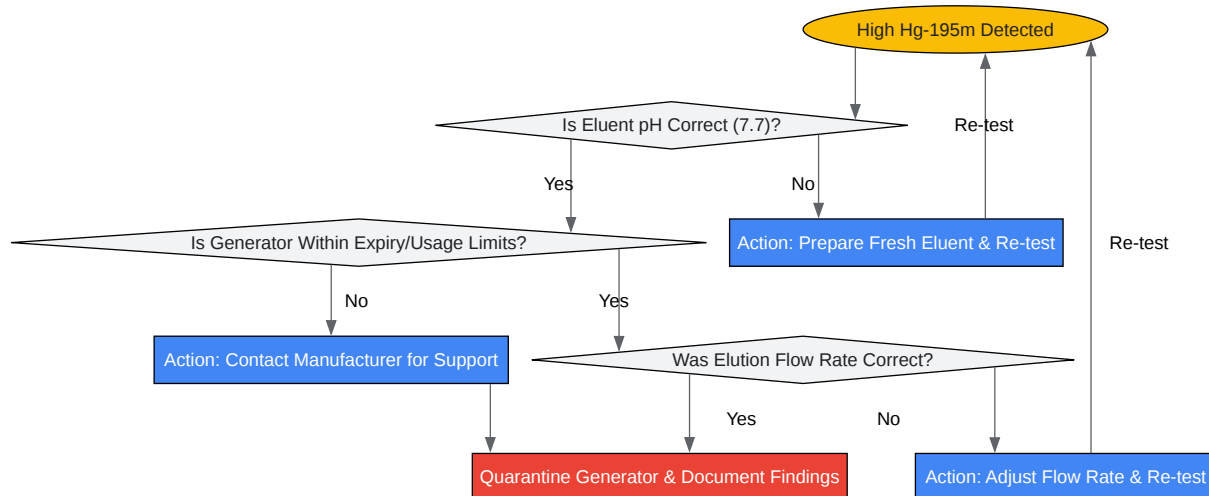 High Hg-195m Detected
Is Eluent pH Correct (7.7)?
Re-test
Yes
No
Is Generator Within Expiry/Usage Limits?
Action: Prepare Fresh Eluent & Re-test
Re-test
No
Yes
Action: Contact Manufacturer for Support
Was Elution Flow Rate Correct?
Yes
No
Quarantine Generator & Document Findings
Action: Adjust Flow Rate & Re-test